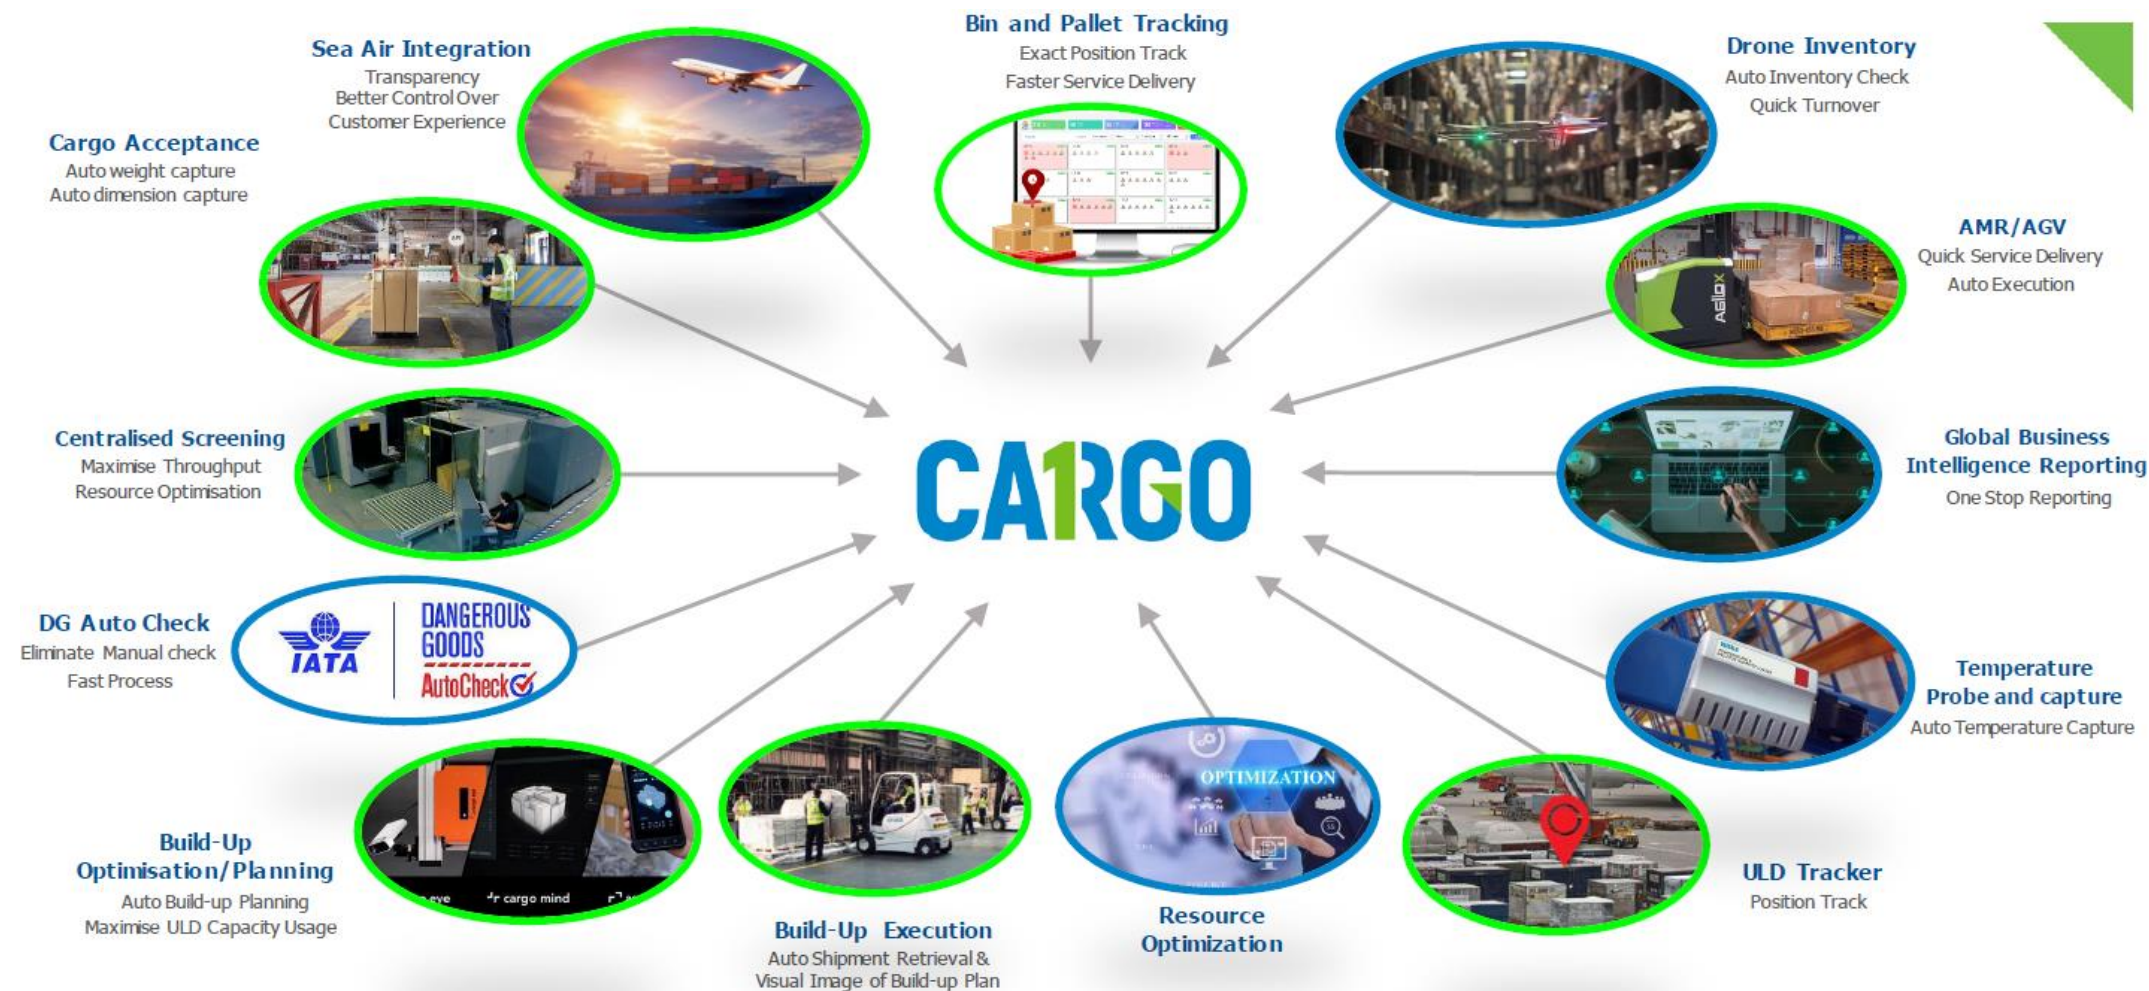 Bin and Pallet Tracking
Exact Position Track
Faster Service Delivery
Sea Air Integration
Transparency
Better Control Over
Customer Experience
Drone Inventory
Auto Inventory Check
Quick Turnover
Cargo Acceptance
Auto weight capture
Auto dimension capture
AMR/AGV
Quick Service Delivery
Auto Execution
Agilox
Centralised Screening
Maximise Throughput
Resource Optimisation
CA1RGO
Global Business
Intelligence Reporting
One Stop Reporting
DG Auto Check
Eliminate Manual check
Fast Process
IATA
DANGEROUS
GOODS
AutoCheck
Temperature
Probe and capture
Auto Temperature Capture
Build-Up
Optimisation/Planning
Auto Build-up Planning
Maximise ULD Capacity Usage
eye
cargo mind
Build-Up Execution
Auto Shipment Retrieval &
Visual Image of Build-up Plan
OPTIMIZATION
Resource
Optimization
ULD Tracker
Position Track